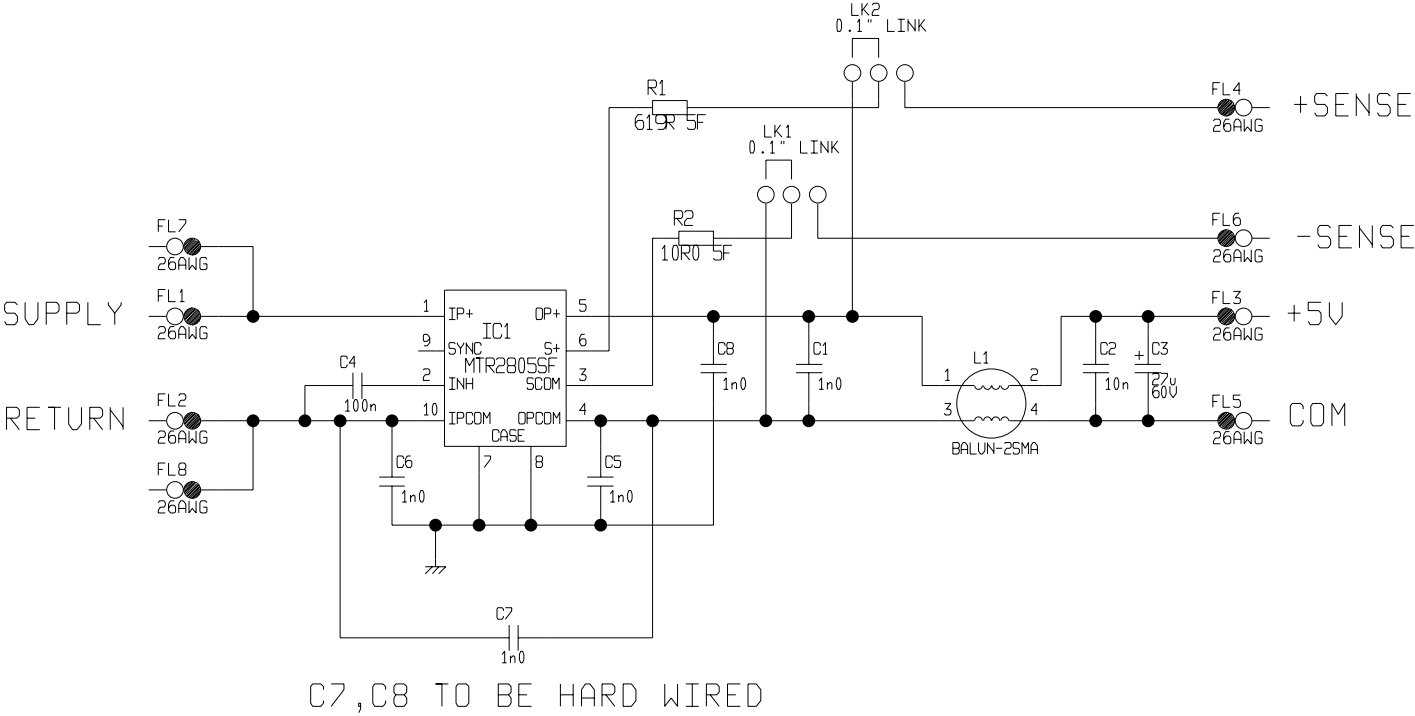 LK2
0.1" LINK
R1
619R 5F
FL4
26AWG
+SENSE
LK1
0.1" LINK
R2
10R0 5F
FL6
26AWG
-SENSE
FL7
26AWG
SUPPLY
FL1
26AWG
1
IP+
OP+
5
IC1
9
SYNC
S+
6
MTR2805SF
2
INH
SCOM
3
10
IPCOM
OPCOM
4
CASE
7
8
C4
100n
RETURN
FL2
26AWG
FL8
26AWG
C6
1n0
C5
1n0
C8
1n0
C1
1n0
L1
1
2
3
4
BALUN-2SMA
C2
10n
+
C3
27u
60V
FL3
26AWG
+5V
FL5
26AWG
COM
C7
1n0
C7,C8 TO BE HARD WIRED